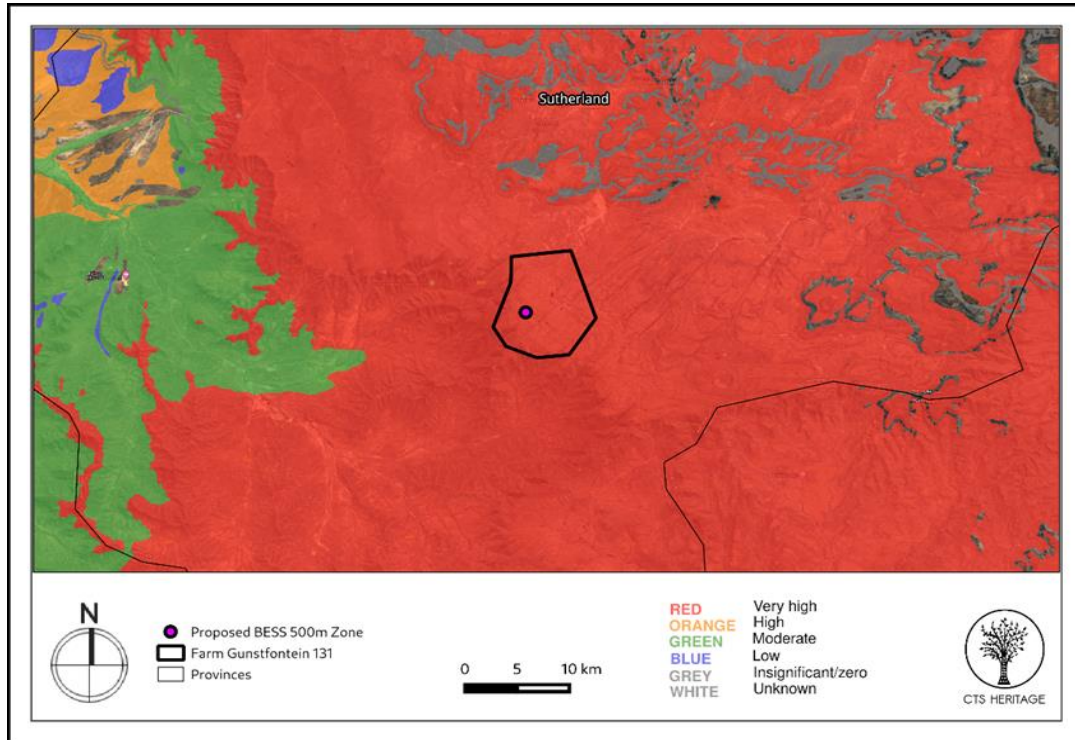 Sutherland
N
Proposed BESS 500m Zone
Farm Gunstfontein 131
Provinces
0 5 10 km
RED Very high
ORANGE High
GREEN Moderate
BLUE Low
GREY Insignificant/zero
WHITE Unknown
CTS HERITAGE